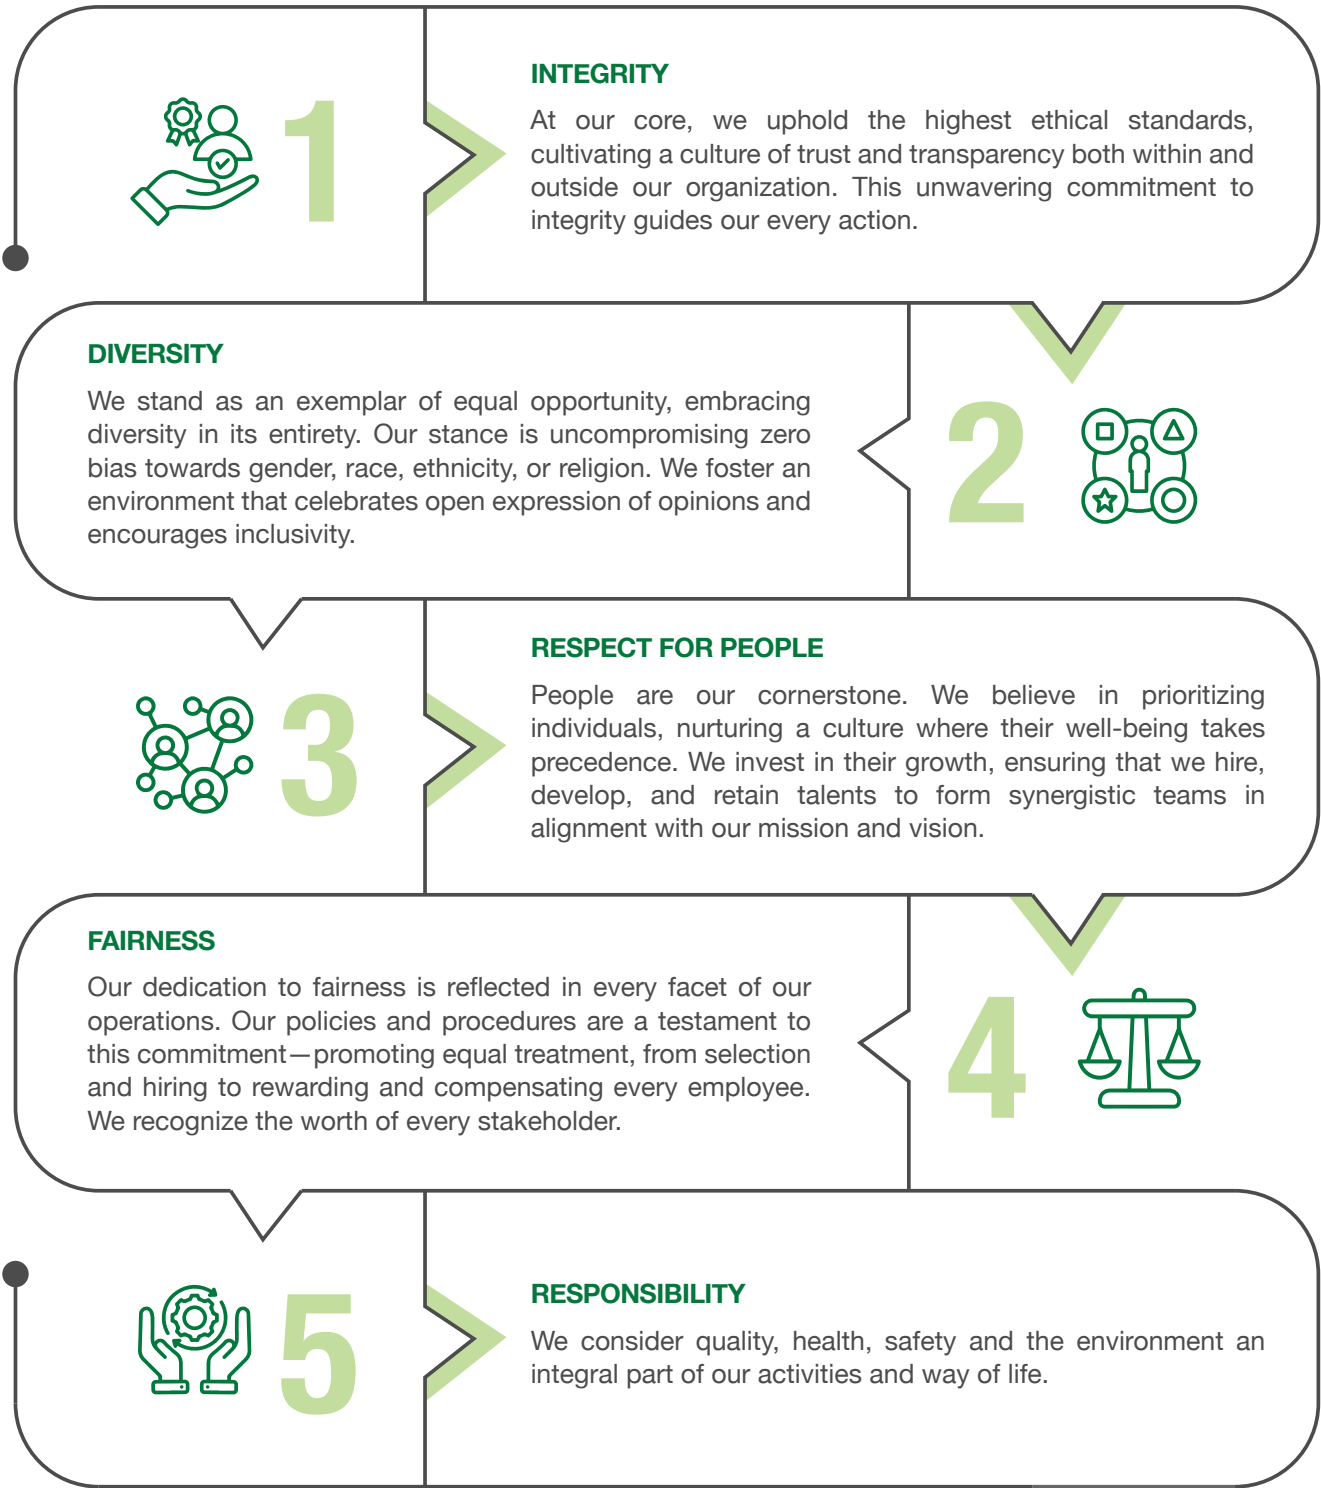 1
INTEGRITY
At our core, we uphold the highest ethical standards,
cultivating a culture of trust and transparency both within and
outside our organization. This unwavering commitment to
integrity guides our every action.
DIVERSITY
We stand as an exemplar of equal opportunity, embracing
diversity in its entirety. Our stance is uncompromising zero
bias towards gender, race, ethnicity, or religion. We foster an
environment that celebrates open expression of opinions and
encourages inclusivity.
2
3
RESPECT FOR PEOPLE
People are our cornerstone. We believe in prioritizing
individuals, nurturing a culture where their well-being takes
precedence. We invest in their growth, ensuring that we hire,
develop, and retain talents to form synergistic teams in
alignment with our mission and vision.
FAIRNESS
Our dedication to fairness is reflected in every facet of our
operations. Our policies and procedures are a testament to
this commitment—promoting equal treatment, from selection
and hiring to rewarding and compensating every employee.
We recognize the worth of every stakeholder.
4
5
RESPONSIBILITY
We consider quality, health, safety and the environment an
integral part of our activities and way of life.